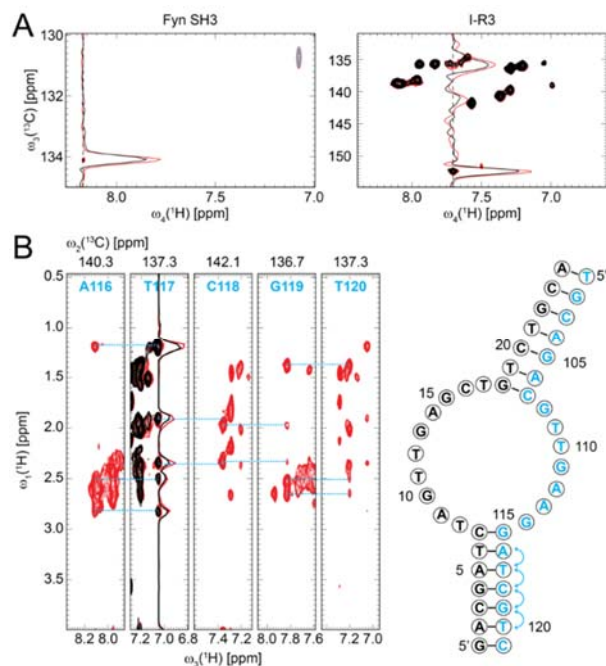 A
Fyn SH3
I-R3
130
132
134
ω₃(¹³C) [ppm]
8.0
7.5
7.0
ω₄(¹H) [ppm]
135
140
145
150
8.0
7.5
7.0
ω₄(¹H) [ppm]
B
ω₂(¹³C) [ppm]
140.3 137.3 142.1 136.7 137.3
A116 T117 C118 G119 T120
0.5
1.0
1.5
2.0
2.5
3.0
3.5
ω₁(¹H) [ppm]
8.2 8.0 7.2 7.0 6.8 7.4 7.2 7.9 7.8 7.6 7.2 7.0
ω₃(¹H) [ppm]
A T 5'
C G
G C
T A
20 C G 105
T A
15
G A G C T G C G
T T
T T 110
G G
10 G A
A A
T G
115
C G
T A
5 A T
G C
C G
A T 120
5' G C